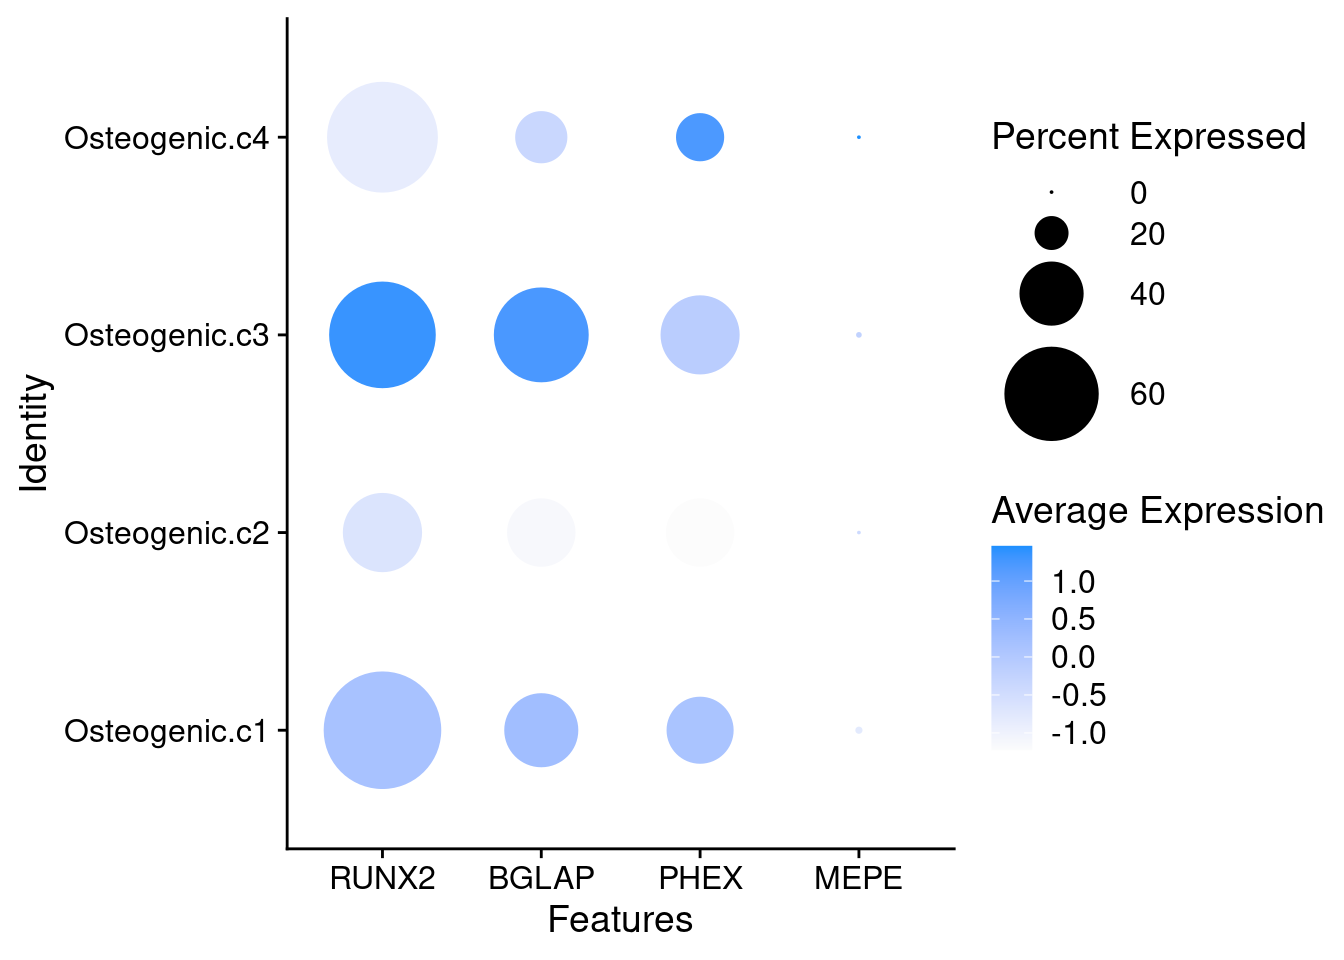 Identity
Osteogenic.c4
Osteogenic.c3
Osteogenic.c2
Osteogenic.c1
RUNX2 BGLAP PHEX MEPE
Features
Percent Expressed
0
20
40
60
Average Expression
1.0
0.5
0.0
-0.5
-1.0